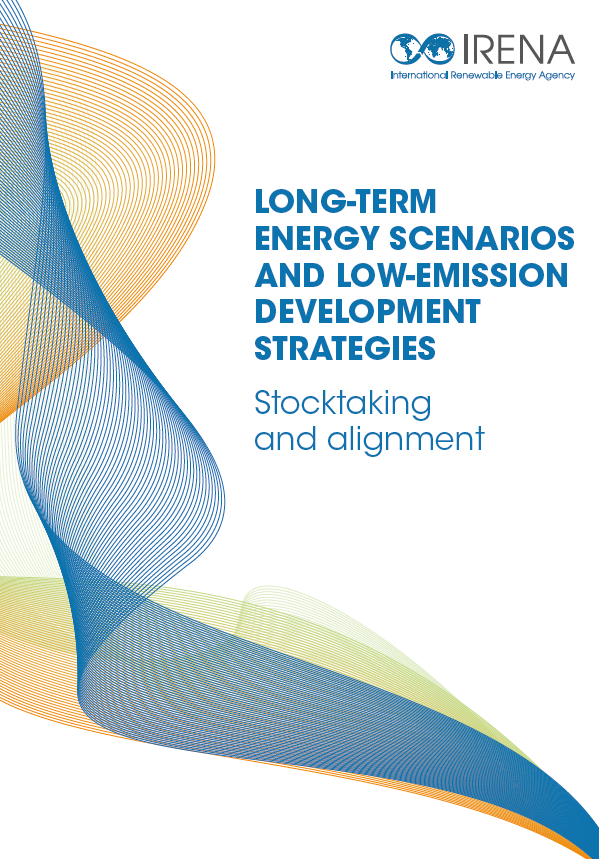 IRENA
International Renewable Energy Agency
LONG-TERM
ENERGY SCENARIOS
AND LOW-EMISSION
DEVELOPMENT
STRATEGIES
Stocktaking
and alignment